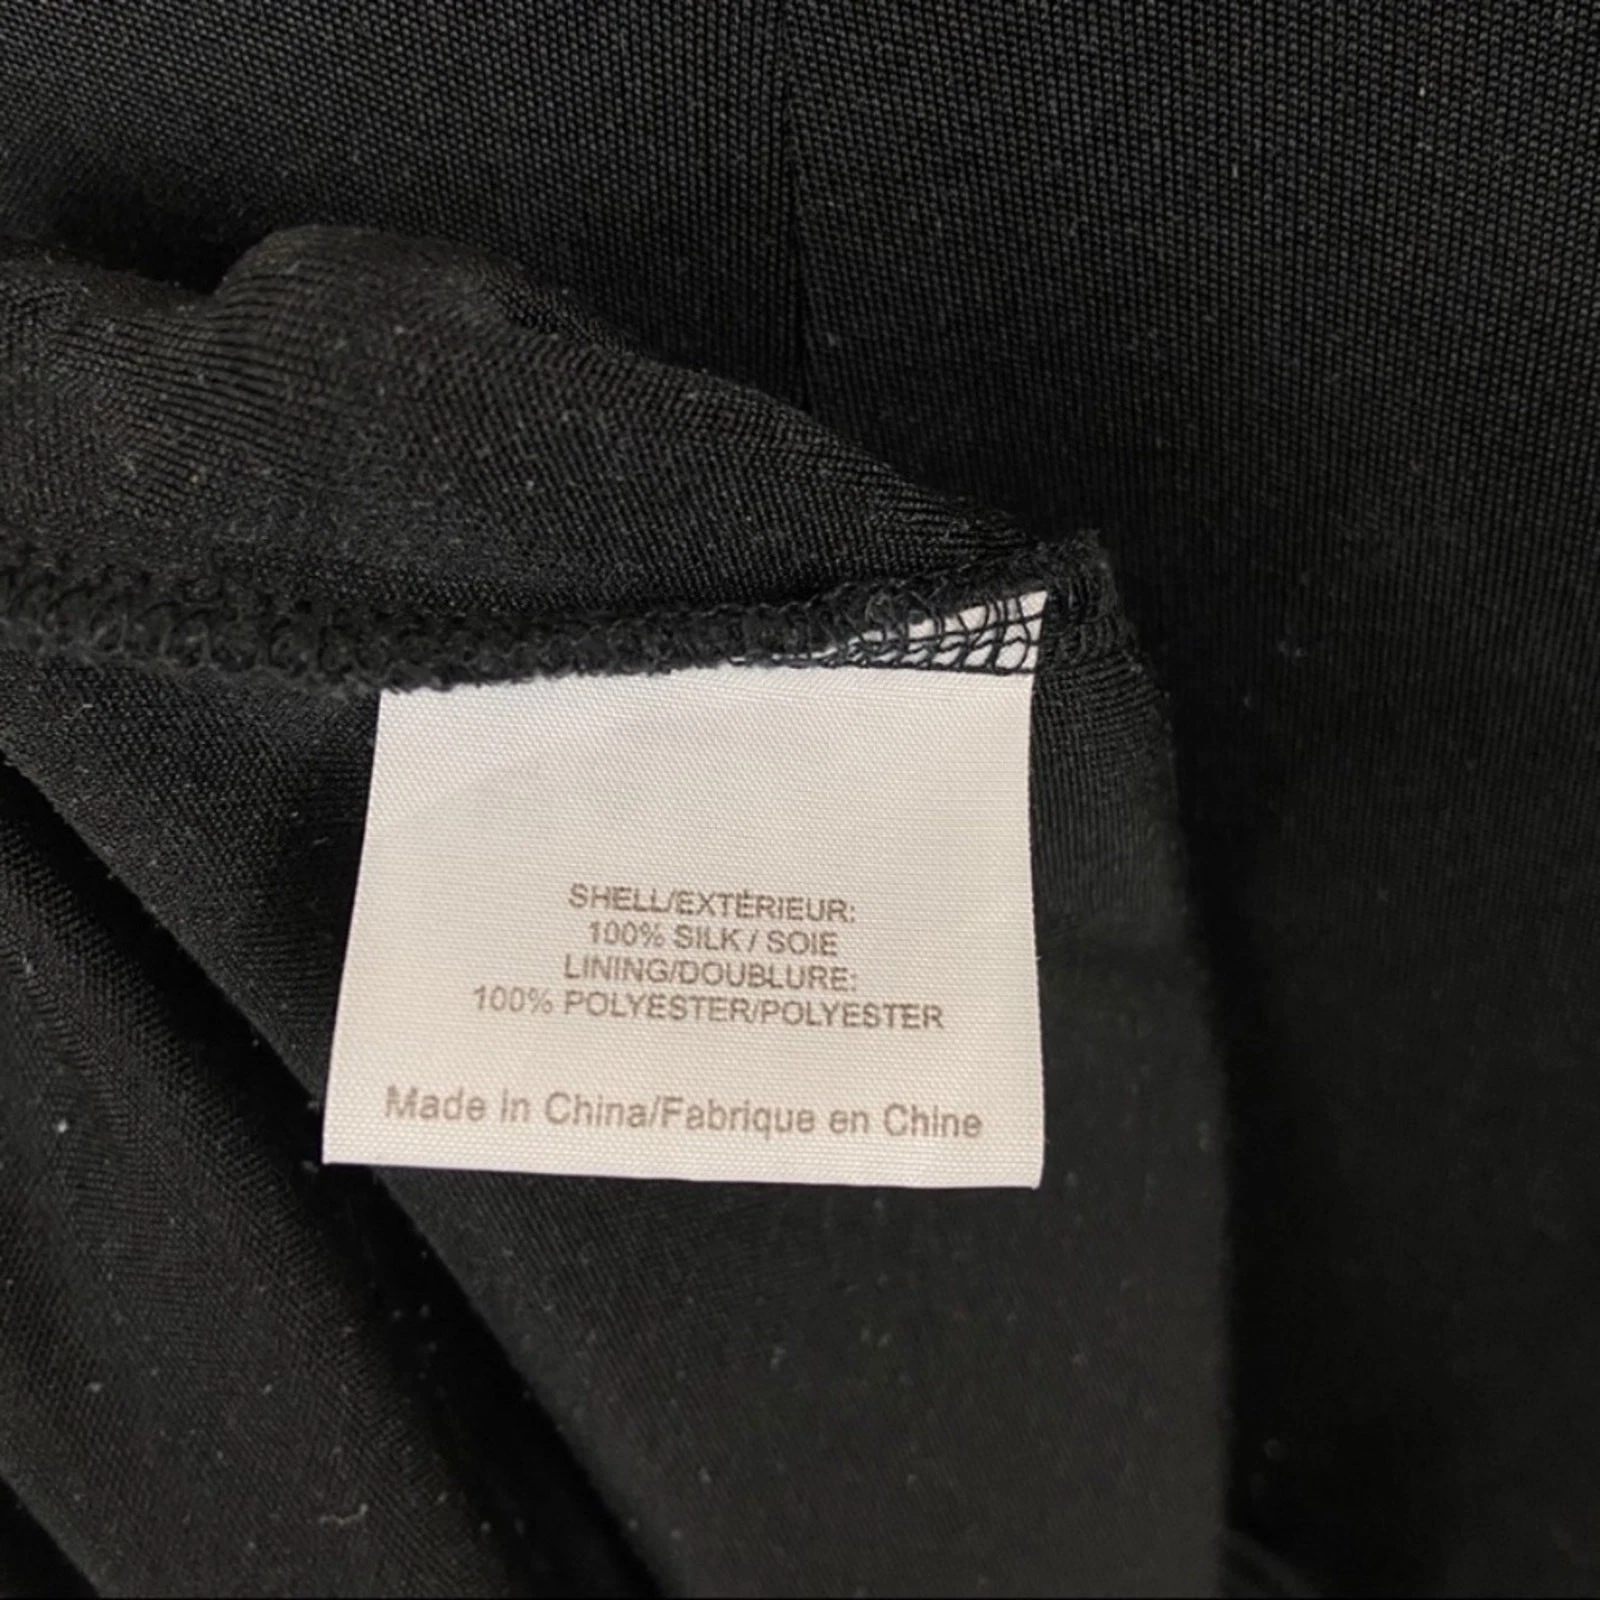 SHELL/EXTÉRIEUR:
100% SILK / SOIE
LINING/DOUBLURE:
100% POLYESTER/POLYESTER
Made In China/Fabrique en Chine